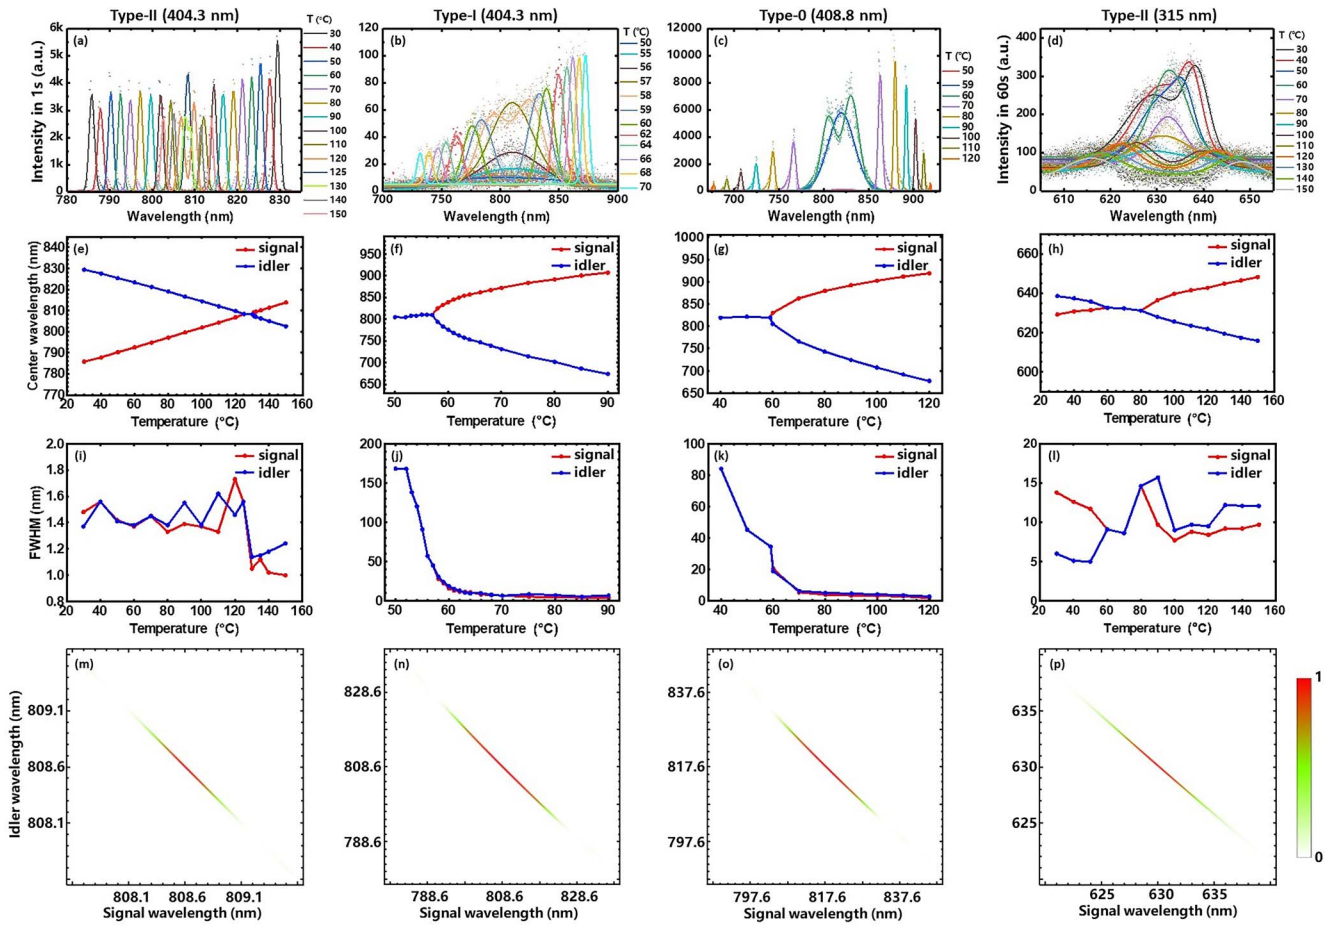 Type-II (404.3 nm)
Type-I (404.3 nm)
Type-0 (408.8 nm)
Type-II (315 nm)
(a)
Intensity in 1s (a.u.)
6k
5k
4k
3k
2k
1k
0
780 790 800 810 820 830
Wavelength (nm)
T (°C)
30
40
50
60
70
80
90
100
110
120
125
130
140
150
(b)
120
100
80
60
40
20
0
700 750 800 850 900
Wavelength (nm)
T (°C)
50
55
56
57
58
59
60
62
64
66
68
70
(c)
12000
10000
8000
6000
4000
2000
0
700 800 900
Wavelength (nm)
T (°C)
50
59
60
70
80
90
100
110
120
(d)
Intensity in 60s (a.u.)
400
300
200
100
0
610 620 630 640 650
Wavelength (nm)
T (°C)
30
40
50
60
70
80
90
100
110
120
130
140
150
(e)
signal
idler
Center wavelength (nm)
840
830
820
810
800
790
780
770
20 40 60 80 100 120 140 160
Temperature (°C)
(f)
signal
idler
950
900
850
800
750
700
650
50 60 70 80 90
Temperature (°C)
(g)
signal
idler
1000
950
900
850
800
750
700
650
40 60 80 100 120
Temperature (°C)
(h)
signal
idler
660
640
620
600
20 40 60 80 100 120 140 160
Temperature (°C)
(i)
signal
idler
FWHM (nm)
2.0
1.8
1.6
1.4
1.2
1.0
0.8
20 40 60 80 100 120 140 160
Temperature (°C)
(j)
signal
idler
200
150
100
50
0
50 60 70 80 90
Temperature (°C)
(k)
signal
idler
100
80
60
40
20
0
40 60 80 100 120
Temperature (°C)
(l)
signal
idler
20
15
10
5
0
20 40 60 80 100 120 140 160
Temperature (°C)
(m)
Idler wavelength (nm)
809.1
808.6
808.1
808.1 808.6 809.1
Signal wavelength (nm)
(n)
828.6
808.6
788.6
788.6 808.6 828.6
Signal wavelength (nm)
(o)
837.6
817.6
797.6
797.6 817.6 837.6
Signal wavelength (nm)
(p)
635
630
625
625 630 635
Signal wavelength (nm)
1
0